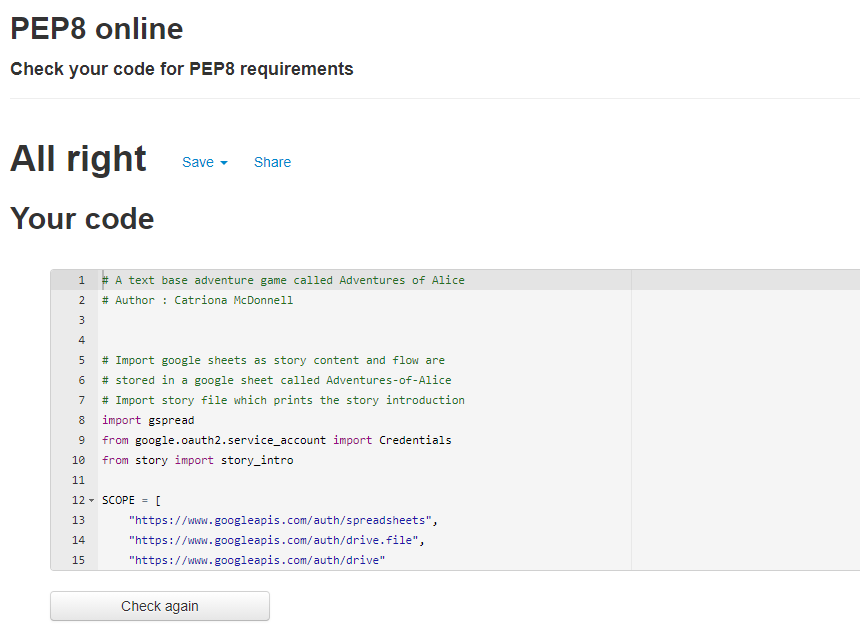 PEP8 online
Check your code for PEP8 requirements
All right Save Share
Your code
1 # A text base adventure game called Adventures of Alice
2 # Author : Catriona McDonnell
3
4
5 # Import google sheets as story content and flow are
6 # stored in a google sheet called Adventures-of-Alice
7 # Import story file which prints the story introduction
8 import gspread
9 from google.oauth2.service_account import Credentials
10 from story import story_intro
11
12 SCOPE = [
13 "https://www.googleapis.com/auth/spreadsheets",
14 "https://www.googleapis.com/auth/drive.file",
15 "https://www.googleapis.com/auth/drive"
Check again